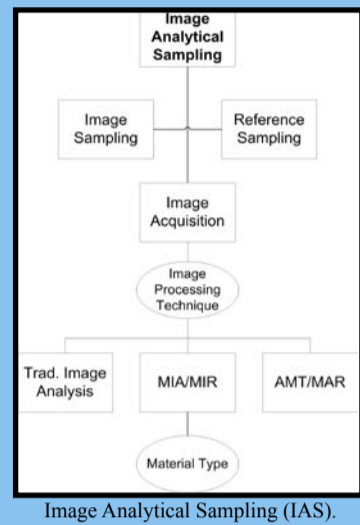 Image
Analytical
Sampling
Image
Sampling
Reference
Sampling
Image
Acquisition
Image
Processing
Technique
Trad. Image
Analysis
MIA/MIR
AMT/MAR
Material Type
Image Analytical Sampling (IAS).